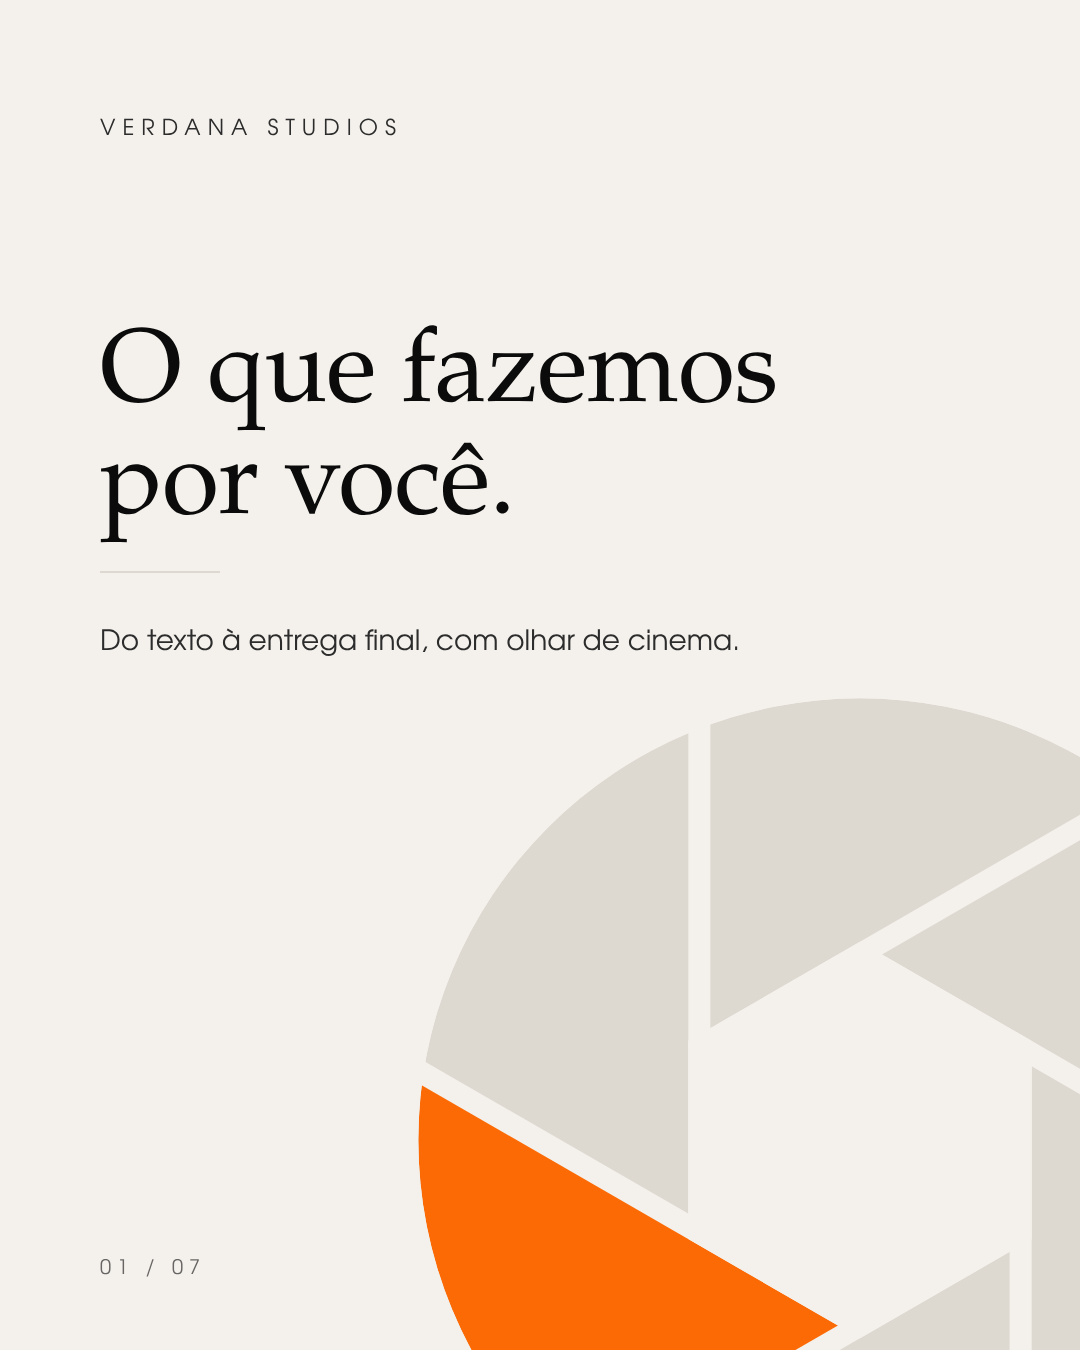 VERDANA STUDIOS
O que fazemos
por você.
Do texto à entrega final, com olhar de cinema.
01 / 07